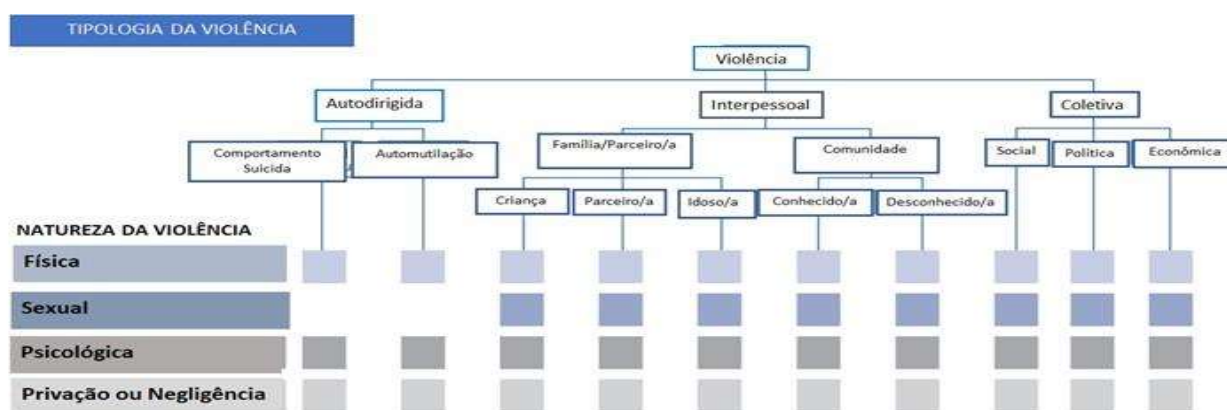 TIPOLOGIA DA VIOLÊNCIA
Violência
Autodirigida
Interpessoal
Coletiva
Comportamento
Suicida
Automutilação
Família/Parceiro/a
Comunidade
Social
Política
Econômica
Criança
Parceiro/a
Idoso/a
Conhecido/a
Desconhecido/a
NATUREZA DA VIOLÊNCIA
Física
Sexual
Psicológica
Privação ou Negligência